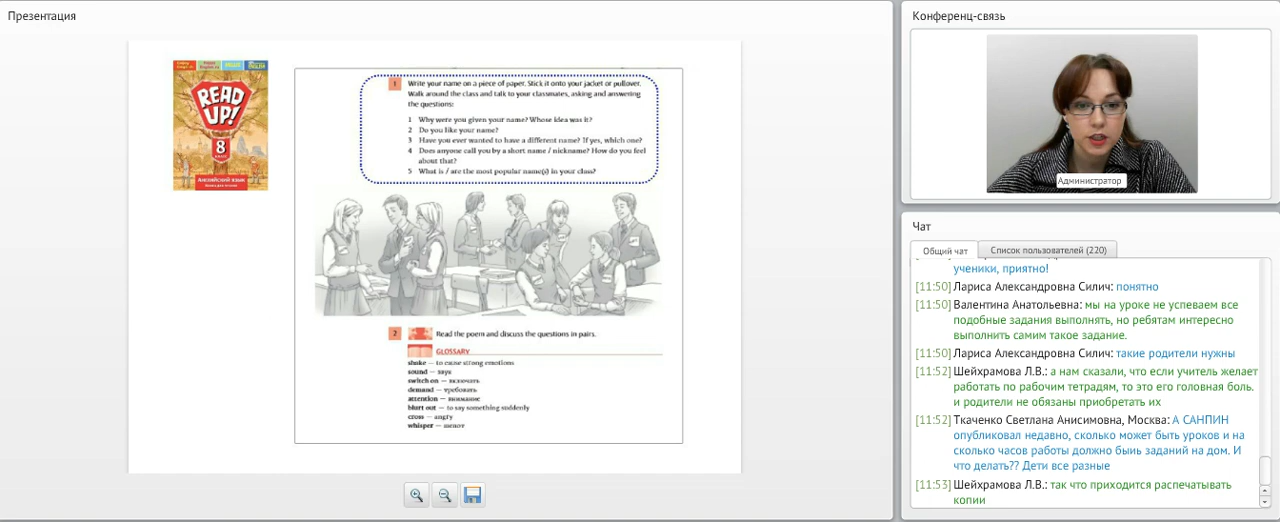 Презентация
READ
UP!
8
КЛАСС
АНГЛИЙСКИЙ ЯЗЫК
1 Write your name on a piece of paper. Stick it onto your jacket or pullover.
Walk around the class and talk to your classmates, asking and answering
the questions:
1 Why were you given your name? Whose idea was it?
2 Do you like your name?
3 Have you ever wanted to have a different name? If yes, which one?
4 Does anyone call you by a short name / nickname? How do you feel
about that?
5 What is / are the most popular name(s) in your class?
2 Read the poem and discuss the questions in pairs.
GLOSSARY
shake — to cause strong emotions
sound — звук
switch on — включать
demand — требовать
attention — внимание
blurt out — to say something suddenly
cross — angry
whisper — шепот
Конференц-связь
Администратор
Чат
Общий чат
Список пользователей (220)
ученики, приятно!
[11:50] Лариса Александровна Силич: понятно
[11:50] Валентина Анатольевна: мы на уроке не успеваем все
подобные задания выполнять, но ребятам интересно
выполнить самим такое задание.
[11:50] Лариса Александровна Силич: такие родители нужны
[11:52] Шейхрамова Л.В.: а нам сказали, что если учитель желает
работать по рабочим тетрадям, то это его головная боль.
и родители не обязаны приобретать их
[11:52] Ткаченко Светлана Анисимовна, Москва: А САНПИН
опубликовал недавно, сколько может быть уроков и на
сколько часов работы должно быиь заданий на дом. И
что делать?? Дети все разные
[11:53] Шейхрамова Л.В.: так что приходится распечатывать
копии